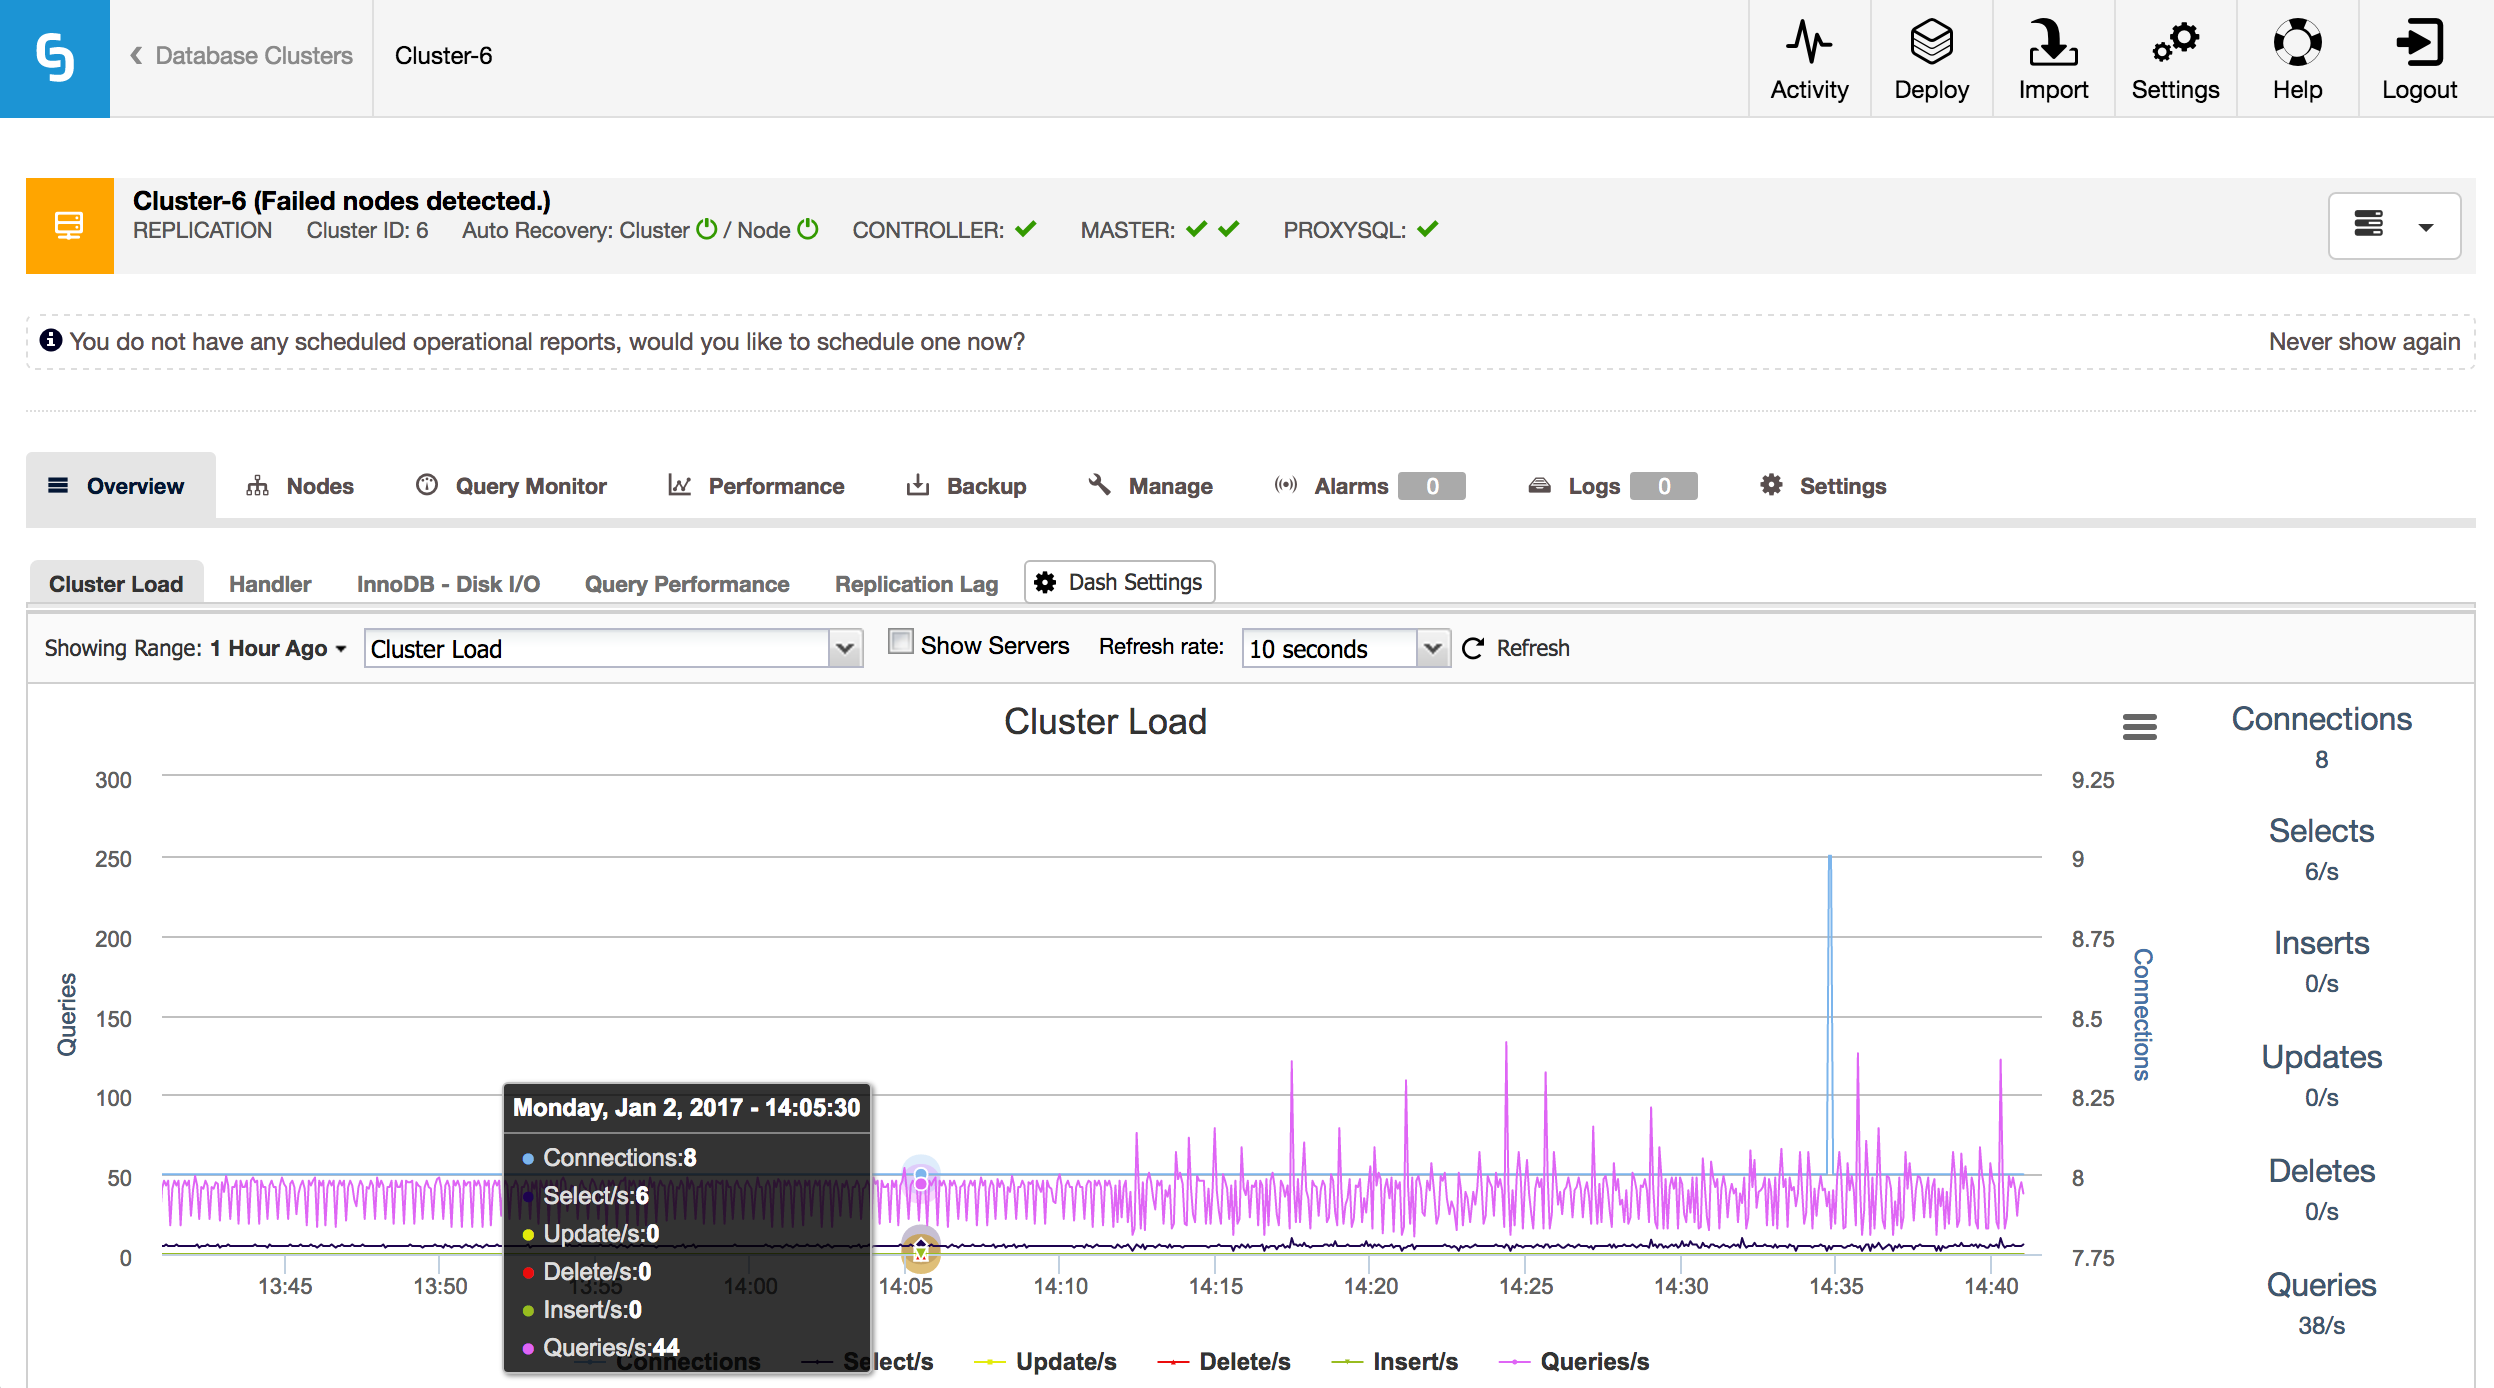 Database Clusters
Cluster-6
Activity
Deploy
Import
Settings
Help
Logout
Cluster-6 (Failed nodes detected.)
REPLICATION Cluster ID: 6 Auto Recovery: Cluster / Node CONTROLLER: MASTER: PROXYSQL:
You do not have any scheduled operational reports, would you like to schedule one now?
Never show again
Overview Nodes Query Monitor Performance Backup Manage Alarms 0 Logs 0 Settings
Cluster Load Handler InnoDB - Disk I/O Query Performance Replication Lag Dash Settings
Showing Range: 1 Hour Ago Cluster Load Show Servers Refresh rate: 10 seconds Refresh
Cluster Load
Queries
300
250
200
150
100
50
0
9.25
9
8.75
8.5
8.25
8
7.75
Connections
13:45 13:50 13:55 14:00 14:05 14:10 14:15 14:20 14:25 14:30 14:35 14:40
Monday, Jan 2, 2017 - 14:05:30
Connections:8
Select/s:6
Update/s:0
Delete/s:0
Insert/s:0
Queries/s:44
Connections Select/s Update/s Delete/s Insert/s Queries/s
Connections
8
Selects
6/s
Inserts
0/s
Updates
0/s
Deletes
0/s
Queries
38/s